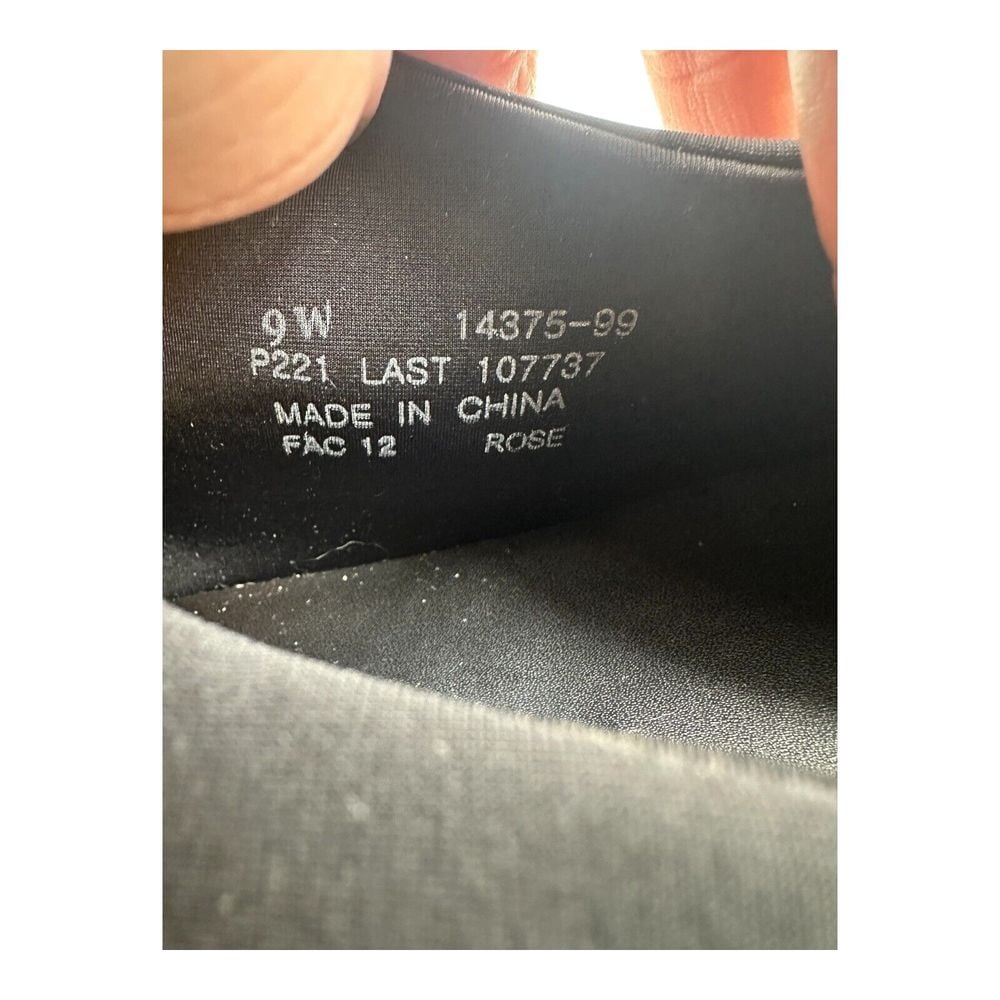 9W 14375-99
P221 LAST 107737
MADE IN CHINA
FAC 12 ROSE